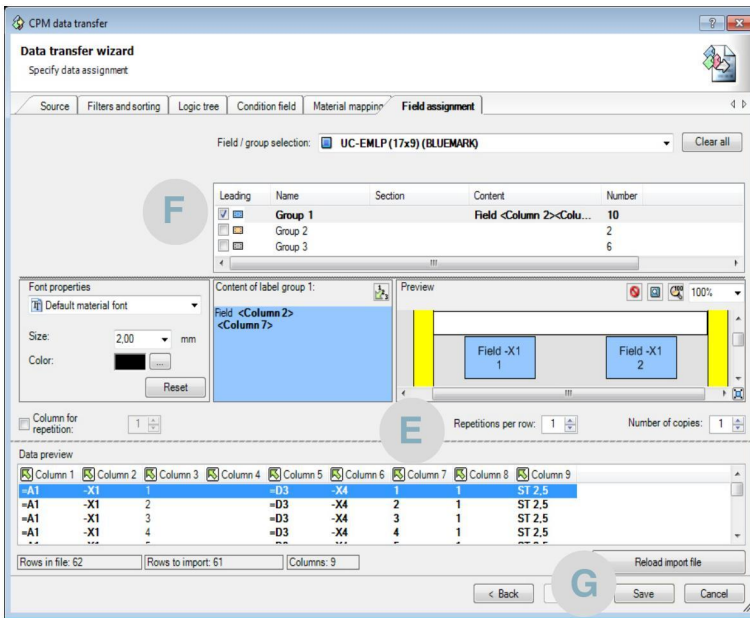 CPM data transfer
Data transfer wizard
Specify data assignment
Source Filters and sorting Logic tree Condition field Material mapping Field assignment
Field / group selection: UC-EMLP (17x9) (BLUEMARK) Clear all
F
Leading Name Section Content Number
Group 1 Field <Column 2><Colu... 10
Group 2 2
Group 3 6
Font properties Content of label group 1: Preview 100%
Default material font Field <Column 2>
<Column 7>
Size: 2,00 mm
Color: ...
Reset
Field -X1 Field -X1
1 2
Column for
repetition: 1 E Repetitions per row: 1 Number of copies: 1
Data preview
Column 1 Column 2 Column 3 Column 4 Column 5 Column 6 Column 7 Column 8 Column 9
=A1 -X1 1 =D3 -X4 1 1 ST 2,5
=A1 -X1 2 =D3 -X4 2 1 ST 2,5
=A1 -X1 3 =D3 -X4 3 1 ST 2,5
=A1 -X1 4 =D3 -X4 4 1 ST 2,5
Rows in file: 62 Rows to import: 61 Columns: 9 Reload import file
< Back G Save Cancel